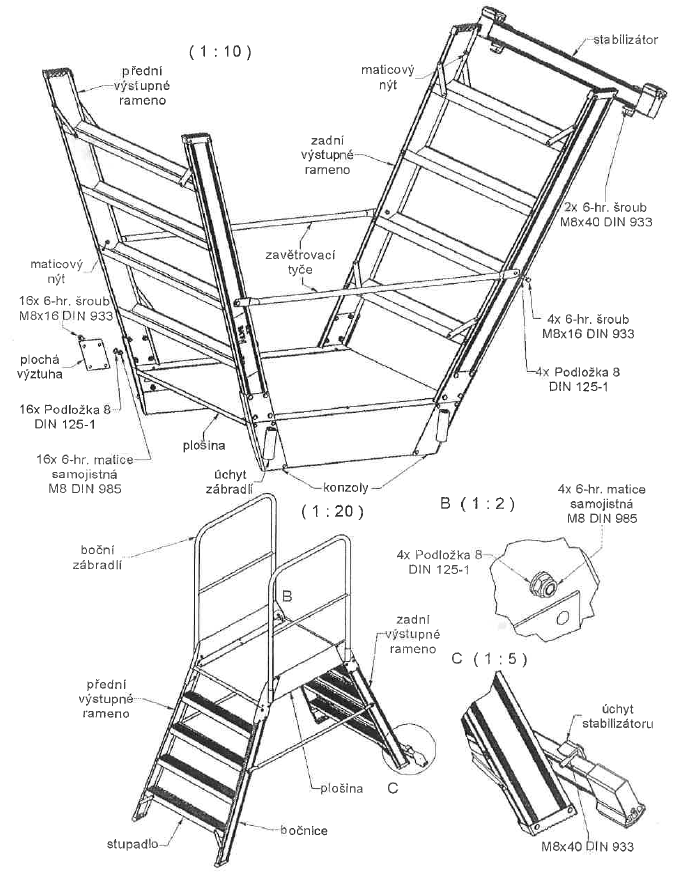 (1:10)
stabilizátor
přední
výstupné
rameno
maticový
nýt
zadní
výstupné
rameno
2x 6-hr. šroub
M8x40 DIN 933
zavětrovací
tyče
maticový
nýt
16x 6-hr. šroub
M8x16 DIN 933
4x 6-hr. šroub
M8x16 DIN 933
plochá
výztuha
4x Podložka 8
DIN 125-1
16x Podložka 8
DIN 125-1
plošina
16x 6-hr. matice
samojistná
M8 DIN 985
úchyt
zábradlí
konzoly
(1:20)
B (1:2)
4x 6-hr. matice
samojistná
M8 DIN 985
boční
zábradlí
4x Podložka 8
DIN 125-1
B
zadní
výstupné
rameno
C (1:5)
přední
výstupné
rameno
úchyt
stabilizátoru
plošina
C
bočnice
stupadlo
M8x40 DIN 933